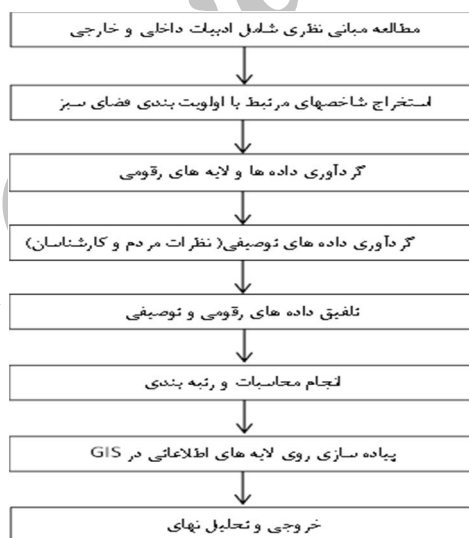 مطالعه مبانی نظری شامل ادبیات داخلی و خارجی
استخراج شاخصهای مرتبط با اولویت بندی فضای سبز
گردآوری داده ها و لایه های رقومی
گردآوری داده های توصیفی( نظرات مردم و کارشناسان)
تلفیق داده های رقومی و توصیفی
انجام محاسبات و رتبه بندی
پیاده سازی روی لایه های اطلاعاتی در GIS
خروجی و تحلیل نهای